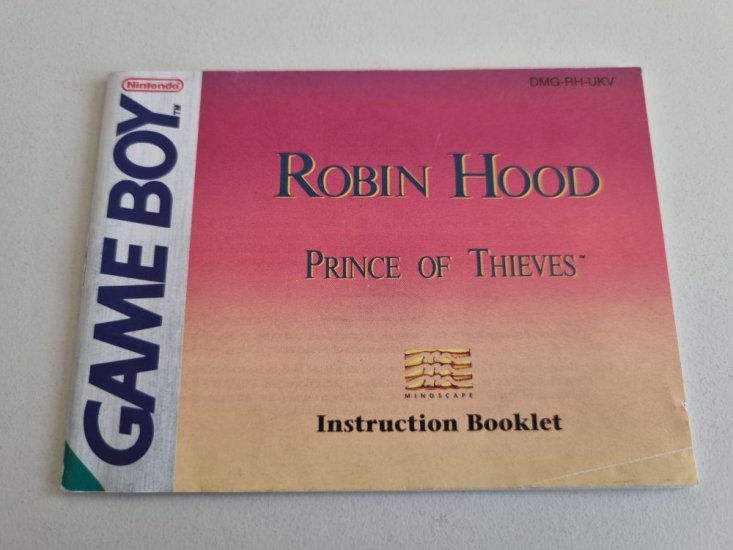 Nintendo
GAME BOY™
DMG-RH-UKV
ROBIN HOOD
PRINCE OF THIEVES™
MINDSCAPE
Instruction Booklet